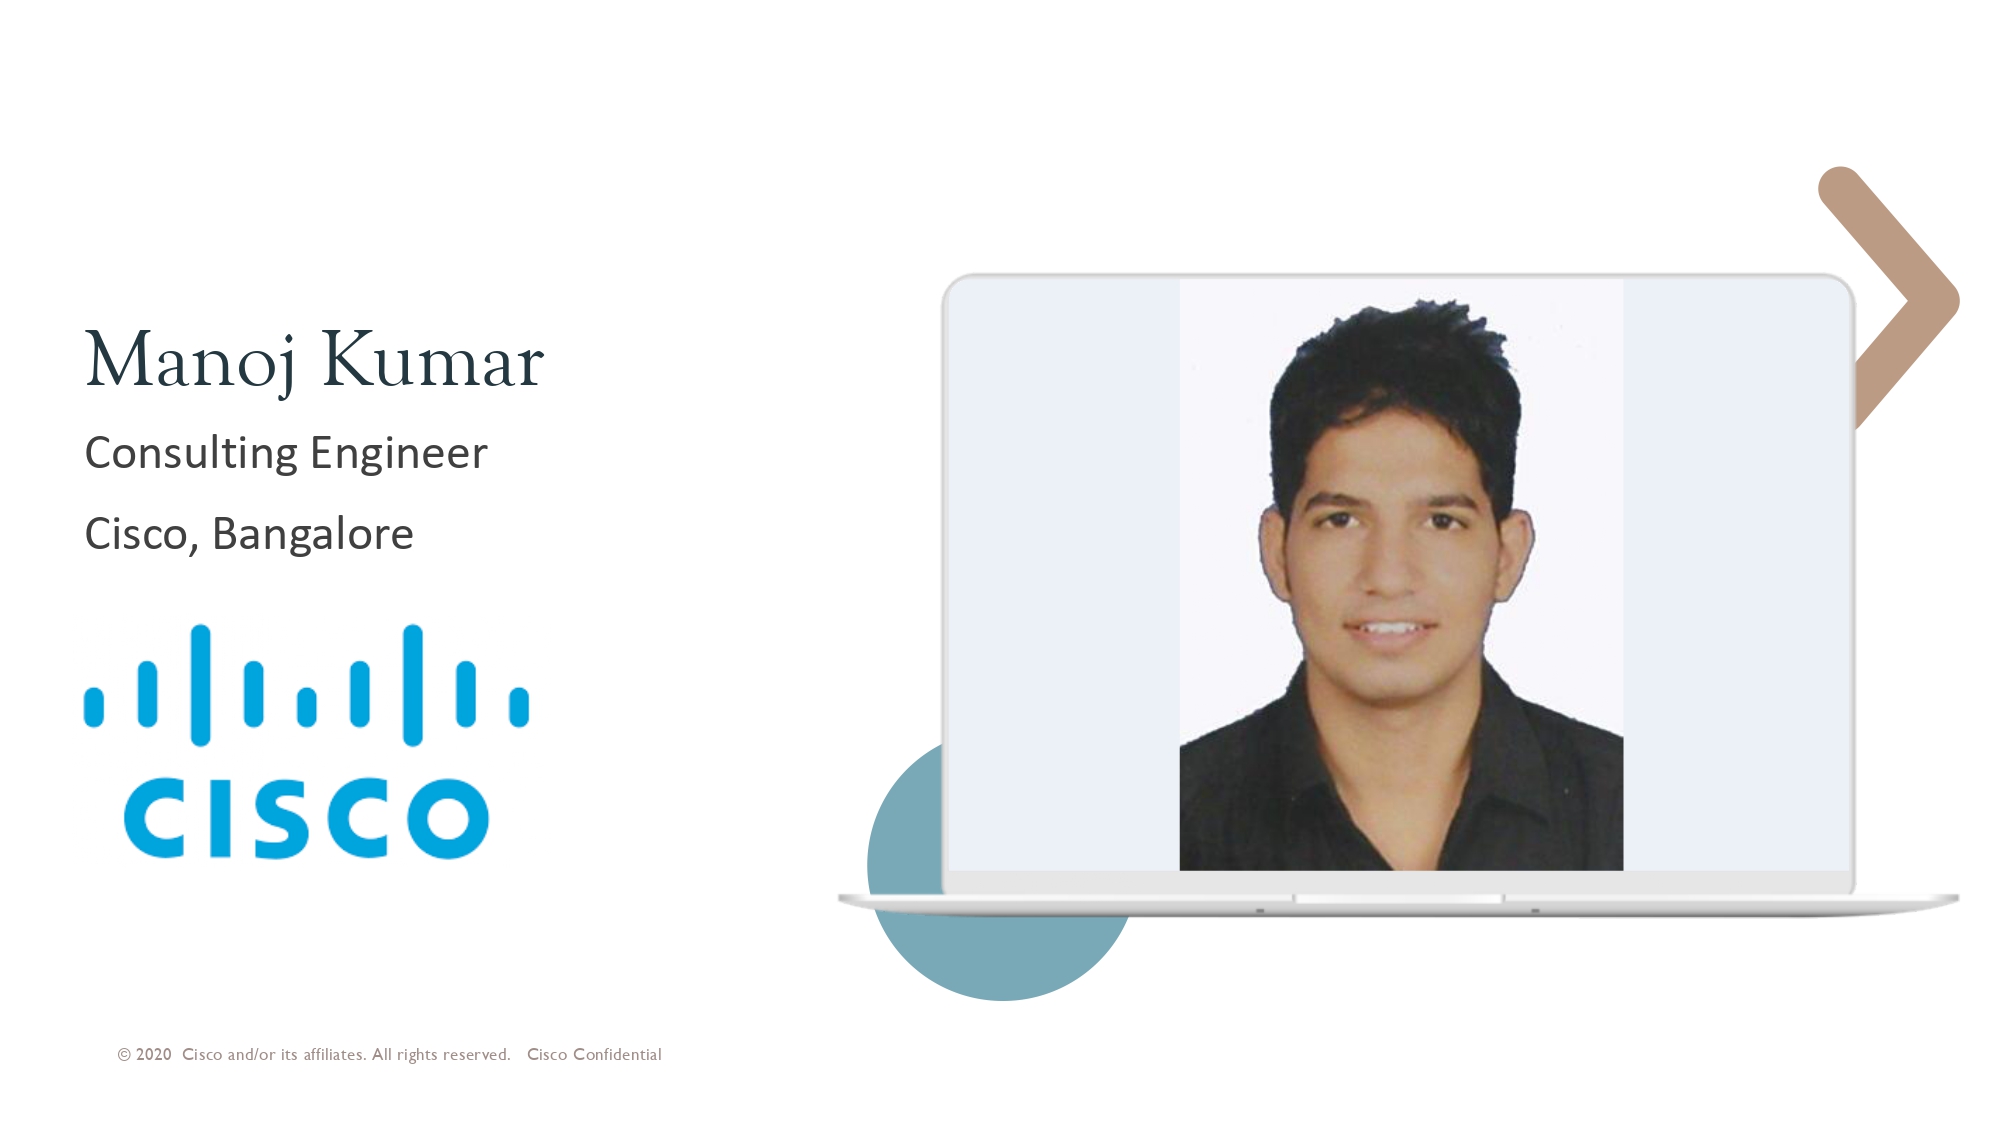 Manoj Kumar
Consulting Engineer
Cisco, Bangalore
CISCO
© 2020 Cisco and/or its affiliates. All rights reserved. Cisco Confidential